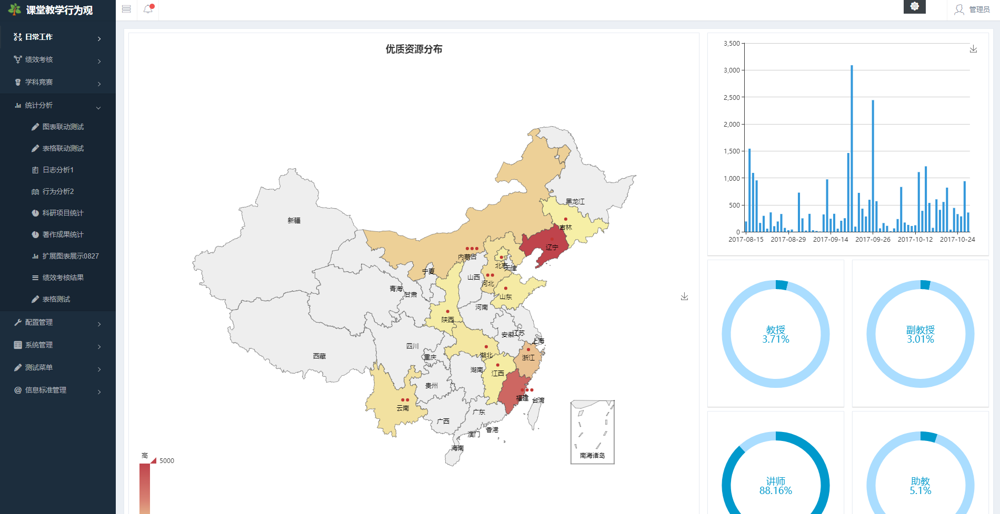 课堂教学行为观
管理员
日常工作
绩效考核
学科竞赛
统计分析
图表联动测试
表格联动测试
日志分析1
行为分析2
科研项目统计
著作成果统计
扩展图表展示0827
绩效考核结果
表格测试
配置管理
系统管理
测试菜单
信息标准管理
优质资源分布
黑龙江
新疆
吉林
辽宁
内蒙古
北京
天津
宁夏
山西
河北
青海
甘肃
山东
河南
陕西
安徽
江苏
上海
四川
西藏
重庆
湖北
浙江
湖南
江西
贵州
福建
台湾
云南
广东
广西
香港
澳门
海南
南海诸岛
高
5000
3,500
3,000
2,500
2,000
1,500
1,000
500
0
2017-08-15 2017-08-29 2017-09-14 2017-09-26 2017-10-12 2017-10-24
教授
3.71%
副教授
3.01%
讲师
88.16%
助教
5.1%